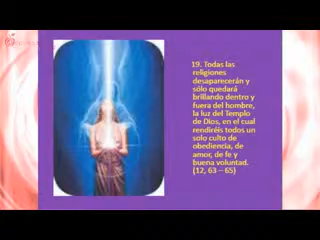 19. Todas las
religiones
desaparecerán y
sólo quedará
brillando dentro y
fuera del hombre,
la luz del Templo
de Dios, en el cual
rendiréis todos un
solo culto de
obediencia, de
amor, de fe y
buena voluntad.
(12, 63 – 65)